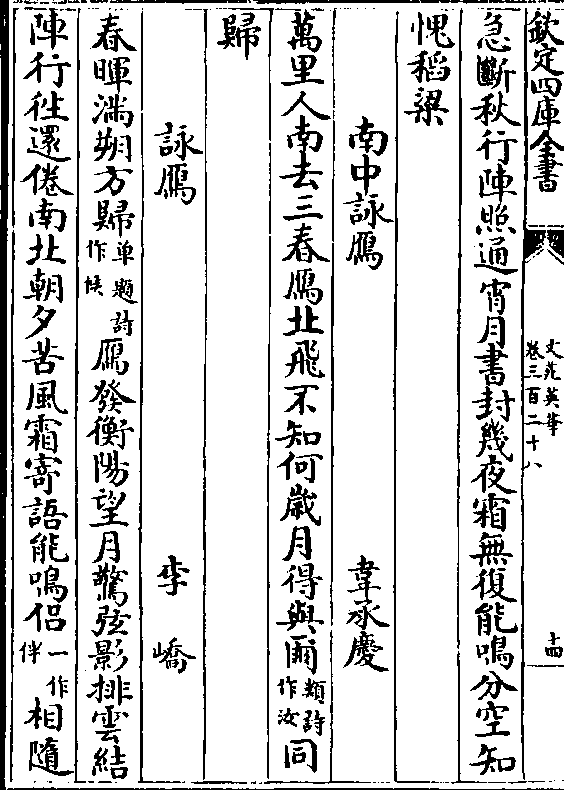 欽定四庫全書
文苑英華
卷三百二十八
十四
急斷秋行陣照通宵月書封幾夜霜無復能鳴分空知
愧稻粱
南中詠鴈 韋承慶
萬里人南去三春鴈北飛不知何歲月得與爾類詩作汝同
歸
詠鴈 李嶠
春暉滿朔方歸單題詩作候鴈發衡陽望月驚弦影排雲結
陣行往還倦南北朝夕苦風霜寄語能鳴侣一作伴相隨